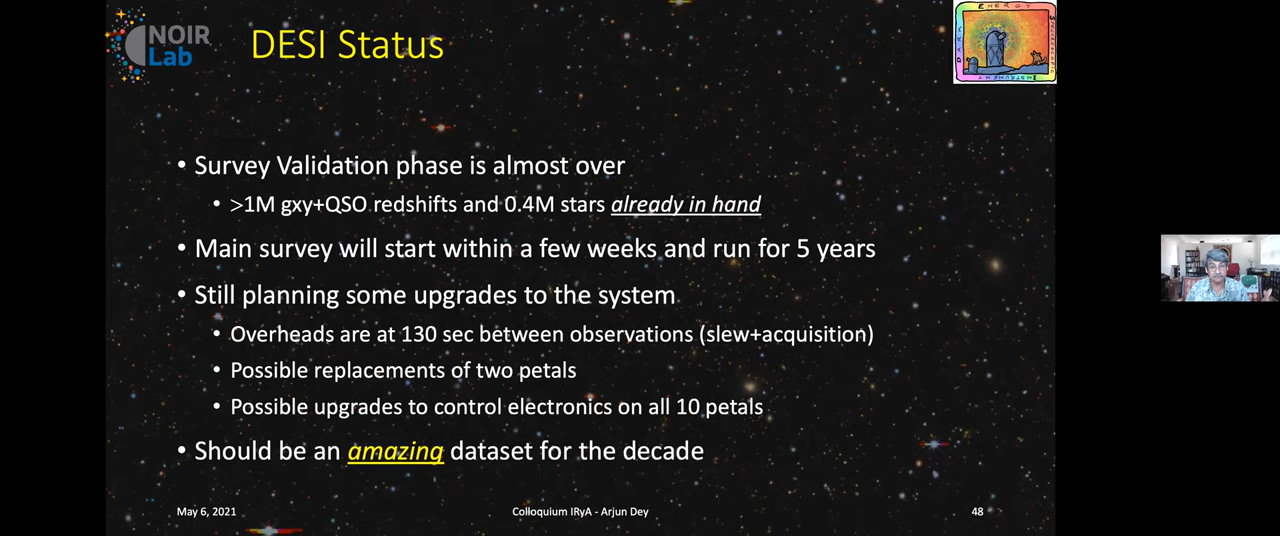 NOIR
Lab
DESI Status
DARK
ENERGY
SPECTROSCOPIC
INSTRUMENT
• Survey Validation phase is almost over
• >1M gxy+QSO redshifts and 0.4M stars already in hand
• Main survey will start within a few weeks and run for 5 years
• Still planning some upgrades to the system
• Overheads are at 130 sec between observations (slew+acquisition)
• Possible replacements of two petals
• Possible upgrades to control electronics on all 10 petals
• Should be an amazing dataset for the decade
May 6, 2021
Colloquium IRyA - Arjun Dey
48